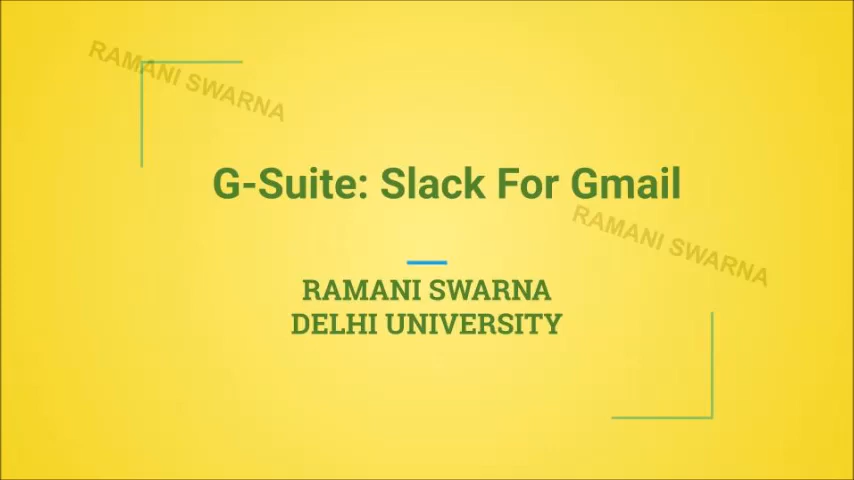 RAMANI SWARNA
G-Suite: Slack For Gmail
RAMANI SWARNA
RAMANI SWARNA
DELHI UNIVERSITY